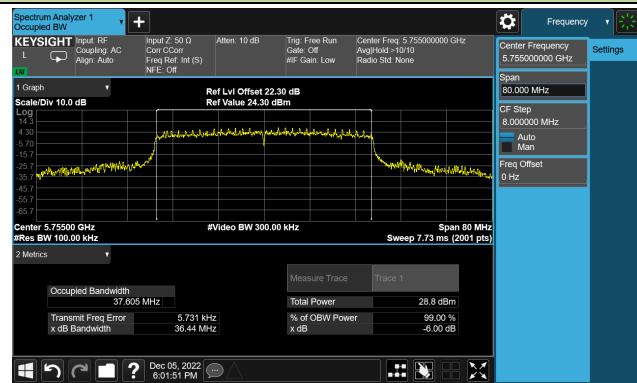 Spectrum Analyzer 1
Occupied BW
KEYSIGHT
L
LXI
Input: RF
Coupling: AC
Align: Auto
Input Z: 50 Ω
Corr CCorr
Freq Ref: Int (S)
NFE: Off
Atten: 10 dB
Trig: Free Run
Gate: Off
#IF Gain: Low
Center Freq: 5.755000000 GHz
Avg|Hold:>10/10
Radio Std: None
Frequency
Settings
Center Frequency
5.755000000 GHz
Span
80.000 MHz
CF Step
8.000000 MHz
Auto
Man
Freq Offset
0 Hz
1 Graph
Scale/Div 10.0 dB
Ref Lvl Offset 22.30 dB
Ref Value 24.30 dBm
Log
14.3
4.30
-5.70
-15.7
-25.7
-35.7
-45.7
-55.7
-65.7
Center 5.75500 GHz
#Res BW 100.00 kHz
#Video BW 300.00 kHz
Span 80 MHz
Sweep 7.73 ms (2001 pts)
2 Metrics
Measure Trace Trace 1
Occupied Bandwidth
37.605 MHz
Total Power 28.8 dBm
Transmit Freq Error 5.731 kHz
% of OBW Power 99.00 %
x dB Bandwidth 36.44 MHz
x dB -6.00 dB
Dec 05, 2022
6:01:51 PM